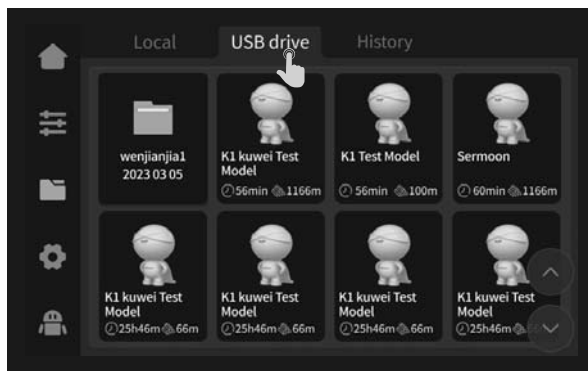 Local USB drive History
wenjianjia1
2023 03 05
K1 kuwei Test
Model
56min 1166m
K1 Test Model
56min 100m
Sermoon
60min 1166m
K1 kuwei Test
Model
25h46m 66m
K1 kuwei Test
Model
25h46m 66m
K1 kuwei Test
Model
25h46m 66m
K1 kuwei Test
Model
25h46m 66m